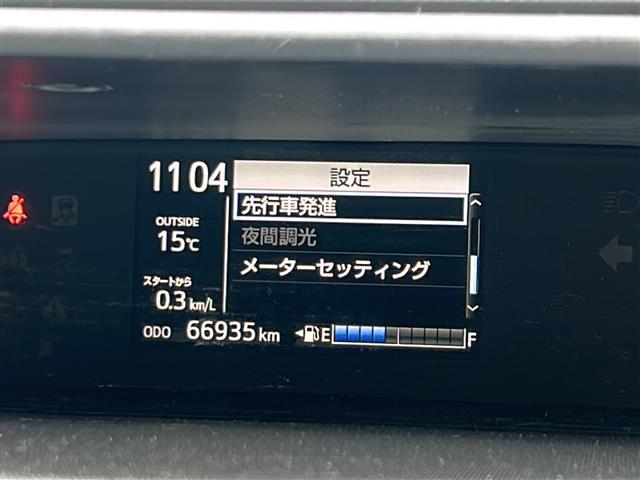 1104
設定
先行車発進
夜間調光
メーターセッティング
OUTSIDE
15℃
スタートから
0.3 km/L
ODO 66935 km
E
F